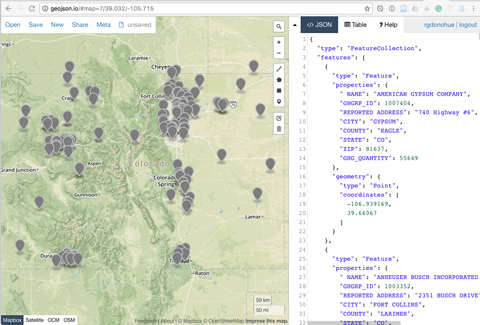 geojson.io/#map=7/39.032/-105.715
Open Save New Share Meta unsaved
</> JSON Table ? Help rgdonohue | logout
Laramie
Cheye
Fort Collins
Craig
Aspen
Grand Junction
Colorado
Colorado
Springs
Gunnison
Lamar
Dura
Trinidad
Raton
50 km
50 mi
Mapbox Satellite OCM OSM
Feedback | About | © Mapbox © OpenStreetMap Improve this map
1 {
2 "type": "FeatureCollection",
3 "features": [
4 {
5 "type": "Feature",
6 "properties": {
7 " NAME": "AMERICAN GYPSUM COMPANY",
8 "GHGRP_ID": 1007404,
9 "REPORTED ADDRESS": "740 Highway #6",
10 "CITY": "GYPSUM",
11 "COUNTY": "EAGLE",
12 "STATE": "CO",
13 "ZIP": 81637,
14 "GHG_QUANTITY": 55649
15 },
16 "geometry": {
17 "type": "Point",
18 "coordinates": [
19 -106.939169,
20 39.66067
21 ]
22 }
23 },
24 {
25 "type": "Feature",
26 "properties": {
27 " NAME": "ANHEUSER BUSCH INCORPORATED
28 "GHGRP_ID": 1003352,
29 "REPORTED ADDRESS": "2351 BUSCH DRIVE
30 "CITY": "FORT COLLINS",
31 "COUNTY": "LARIMER",
32 "STATE": "CO",